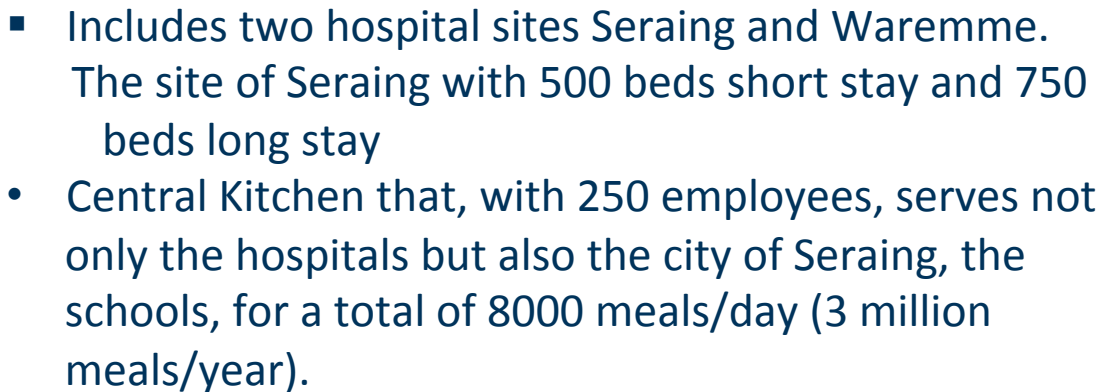 ▪ Includes two hospital sites Seraing and Waremme.
The site of Seraing with 500 beds short stay and 750
beds long stay
• Central Kitchen that, with 250 employees, serves not
only the hospitals but also the city of Seraing, the
schools, for a total of 8000 meals/day (3 million
meals/year).